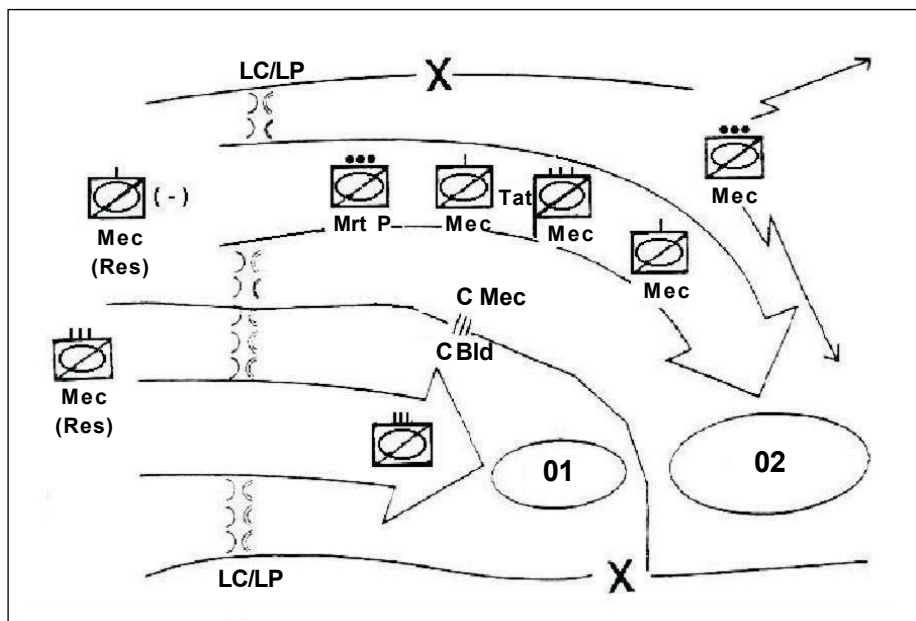 LC/LP
X
Mec
( - )
Mec
(Res)
Mrt P
Mec
Tat
Mec
Mec
C Mec
C Bld
Mec
(Res)
01
02
LC/LP
X